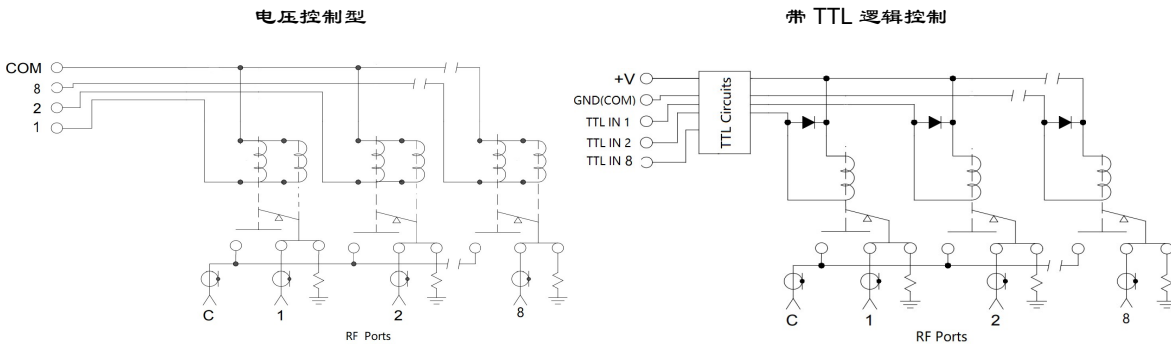 电压控制型
COM
8
2
1
C
1
2
8
RF Ports
带 TTL 逻辑控制
+V
GND(COM)
TTL IN 1
TTL IN 2
TTL IN 8
TTL Circuits
C
1
2
8
RF Ports